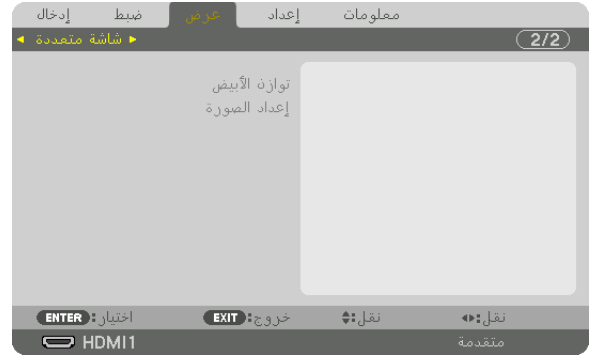 إدخال ضبط عرض إعداد معلومات
◄ شاشة متعددة ► 2/2
توازن الأبيض
إعداد الصورة
ENTER:اختيار EXIT:خروج نقل: نقل:
HDMI1 متقدمة